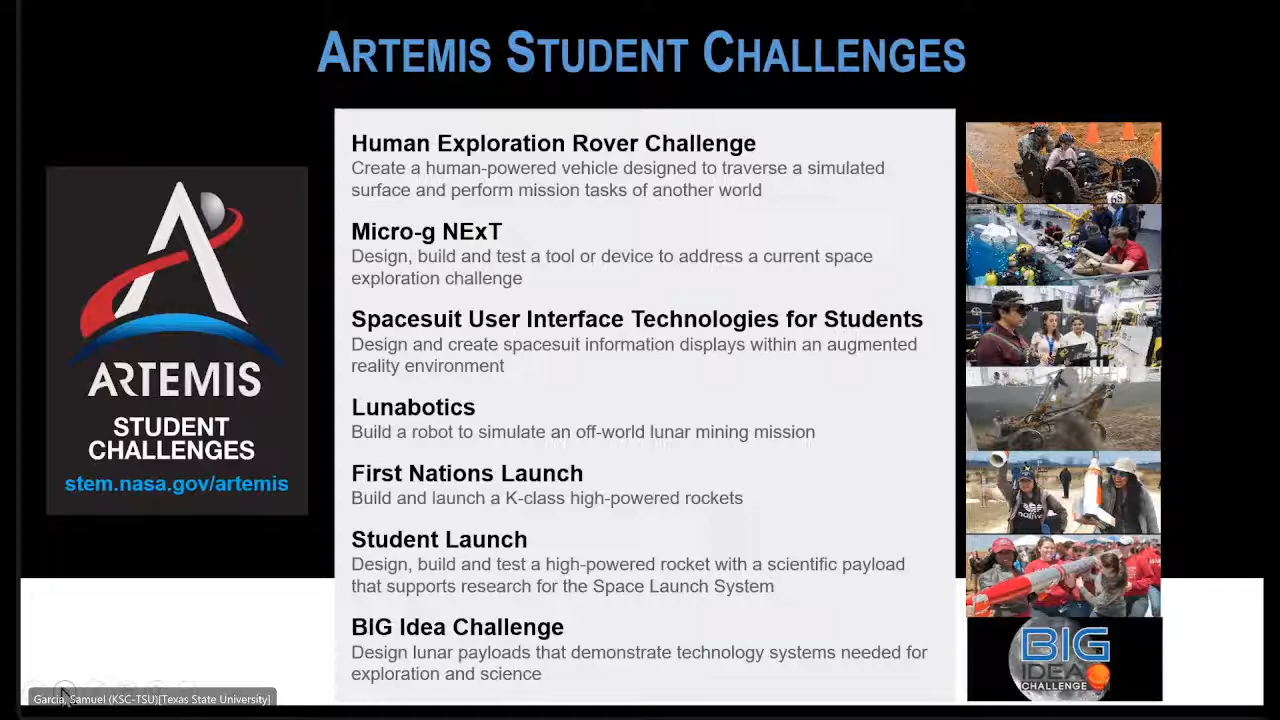 ARTEMIS STUDENT CHALLENGES
ARTEMIS
STUDENT
CHALLENGES
stem.nasa.gov/artemis
Human Exploration Rover Challenge
Create a human-powered vehicle designed to traverse a simulated
surface and perform mission tasks of another world
Micro-g NExT
Design, build and test a tool or device to address a current space
exploration challenge
Spacesuit User Interface Technologies for Students
Design and create spacesuit information displays within an augmented
reality environment
Lunabotics
Build a robot to simulate an off-world lunar mining mission
First Nations Launch
Build and launch a K-class high-powered rockets
Student Launch
Design, build and test a high-powered rocket with a scientific payload
that supports research for the Space Launch System
BIG Idea Challenge
Design lunar payloads that demonstrate technology systems needed for
exploration and science
BIG
IDEA
CHALLENGE
Garcia, Samuel (KSC-TSU)[Texas State University]